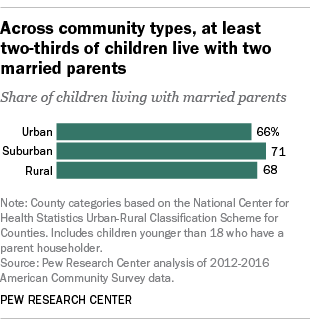 Across community types, at least
two-thirds of children live with two
married parents
Share of children living with married parents
Urban 66%
Suburban 71
Rural 68
Note: County categories based on the National Center for
Health Statistics Urban-Rural Classification Scheme for
Counties. Includes children younger than 18 who have a
parent householder.
Source: Pew Research Center analysis of 2012-2016
American Community Survey data.
PEW RESEARCH CENTER